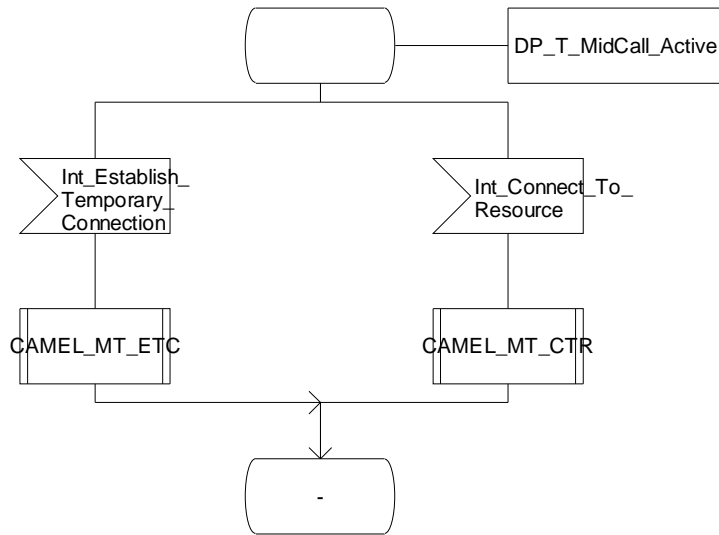 DP_T_MidCall_Active
Int_Establish_
Temporary_
Connection
Int_Connect_To_
Resource
CAMEL_MT_ETC
CAMEL_MT_CTR
-